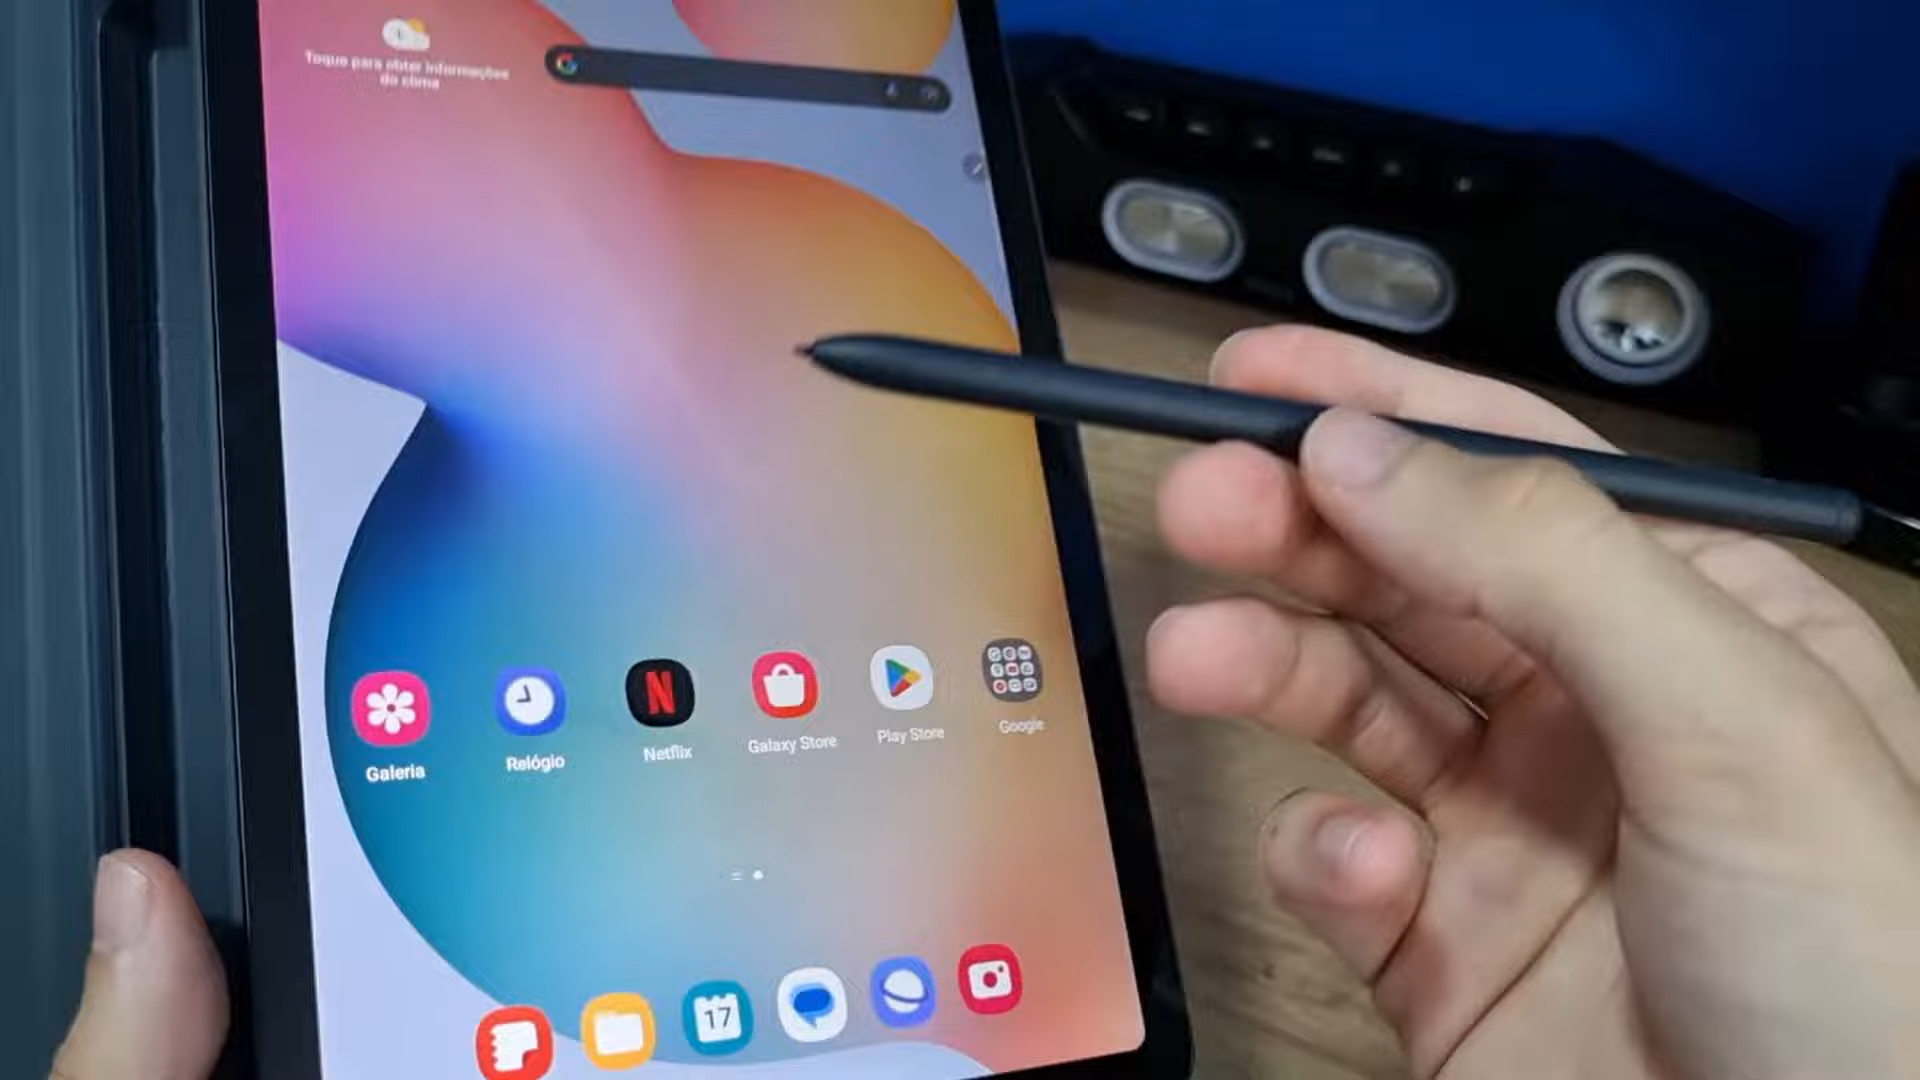 Toque para obter informações
do clima
Galeria
Relógio
N
Netflix
Galaxy Store
Play Store
Google
17